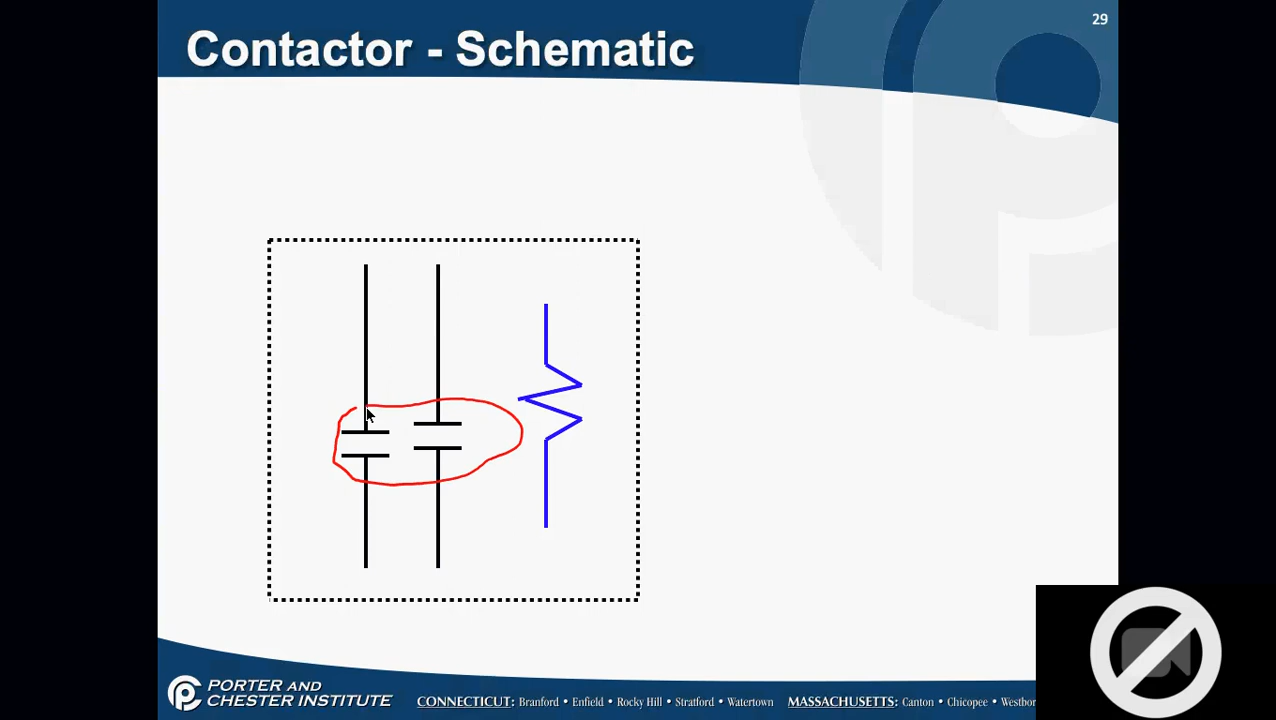 29
Contactor - Schematic
PORTER AND
CHESTER INSTITUTE
CONNECTICUT: Branford • Enfield • Rocky Hill • Stratford • Watertown MASSACHUSETTS: Canton • Chicopee • Westbor